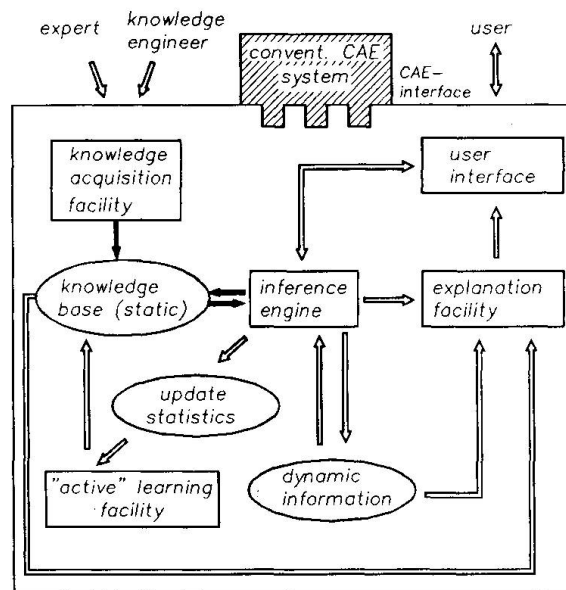 expert
knowledge
engineer
convent. CAE
system
CAE-
interface
user
knowledge
acquisition
facility
user
interface
knowledge
base (static)
inference
engine
explanation
facility
update
statistics
"active" learning
facility
dynamic
information